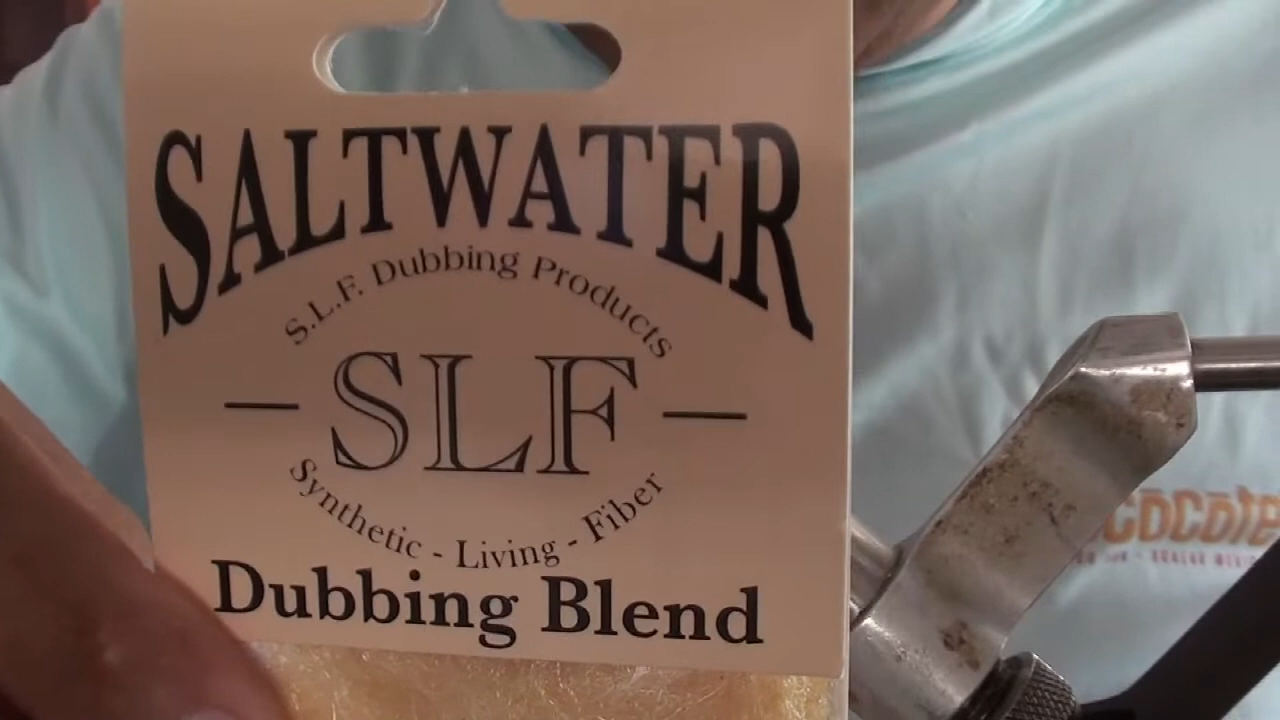 SALTWATER
S.L.F. Dubbing Products
SLF
Synthetic - Living - Fiber
Dubbing Blend